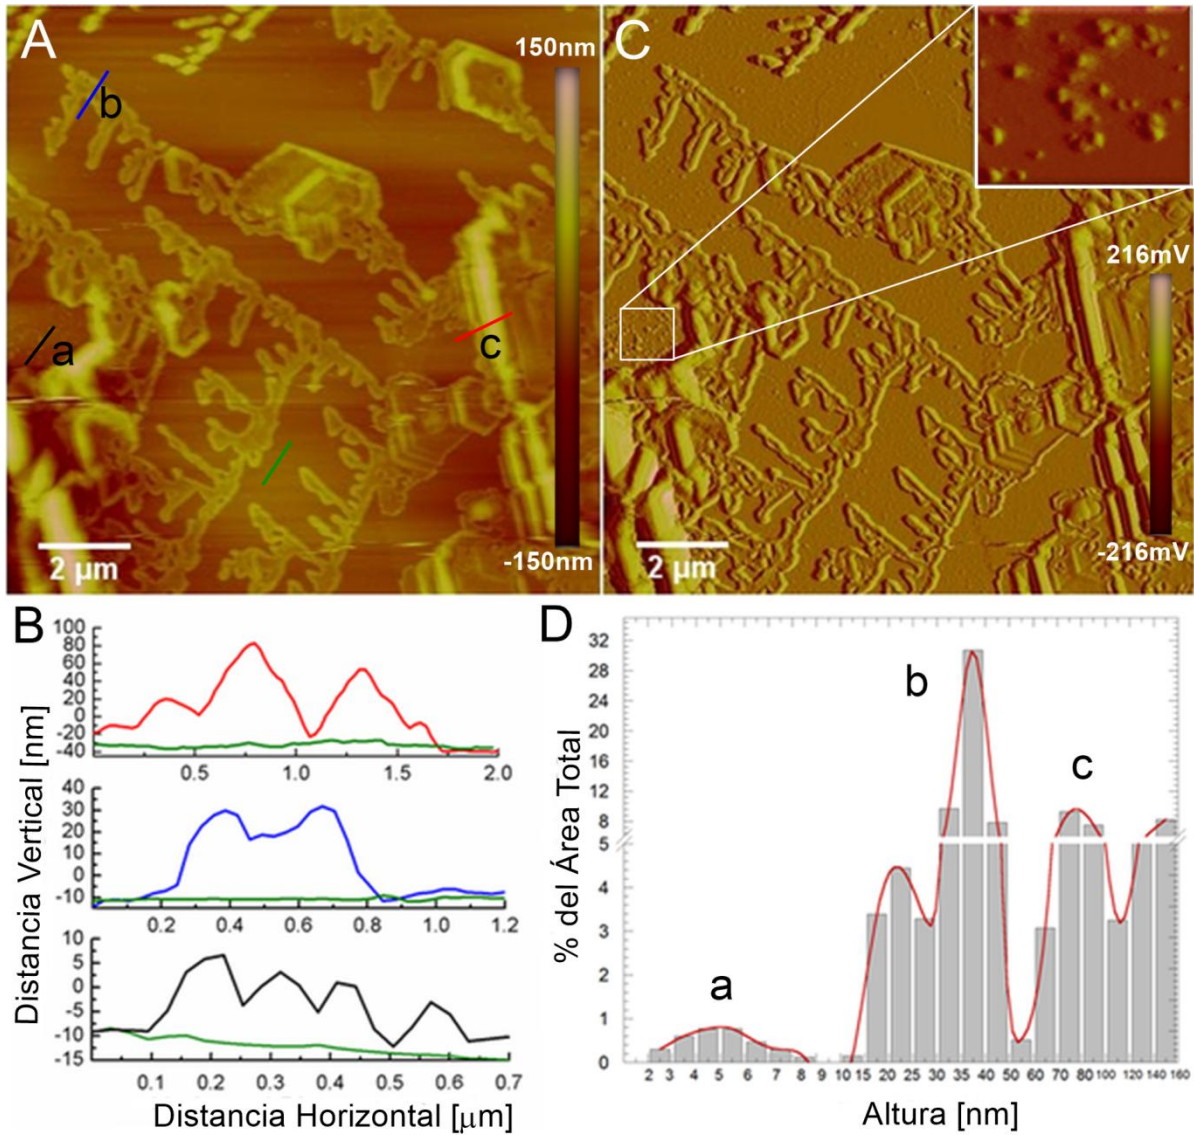 A
150nm
b
a
c
2 µm
-150nm
C
216mV
2 µm
-216mV
B
Distancia Vertical [nm]
100
80
60
40
20
0
-20
-40
0.5 1.0 1.5 2.0
40
30
20
10
0
-10
0.2 0.4 0.6 0.8 1.0 1.2
10
5
0
-5
-10
-15
0.1 0.2 0.3 0.4 0.5 0.6 0.7
Distancia Horizontal [µm]
D
% del Área Total
32
28
24
20
16
12
8
5
4
3
2
1
0
a
b
c
2 3 4 5 6 7 8 9 10 15 20 25 30 35 40 50 60 80 100 120 140 160
Altura [nm]